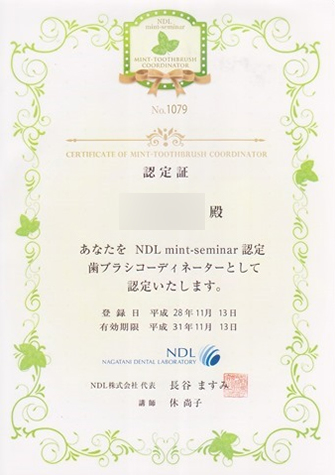 NDL
mint-seminar
MINT-TOOTHBRUSH
COORDINATOR
No.1079
CERTIFICATE OF MINT-TOOTHBRUSH COORDINATOR
認定証
殿
あなたを NDL mint-seminar 認定
歯ブラシコーディネーターとして
認定いたします。
登録日 平成 28年11月 13日
有効期限 平成 31年11月 13日
NDL
NAGATANI DENTAL LABORATORY
NDL株式会社 代表 長谷 ますみ
講師 休 尚子